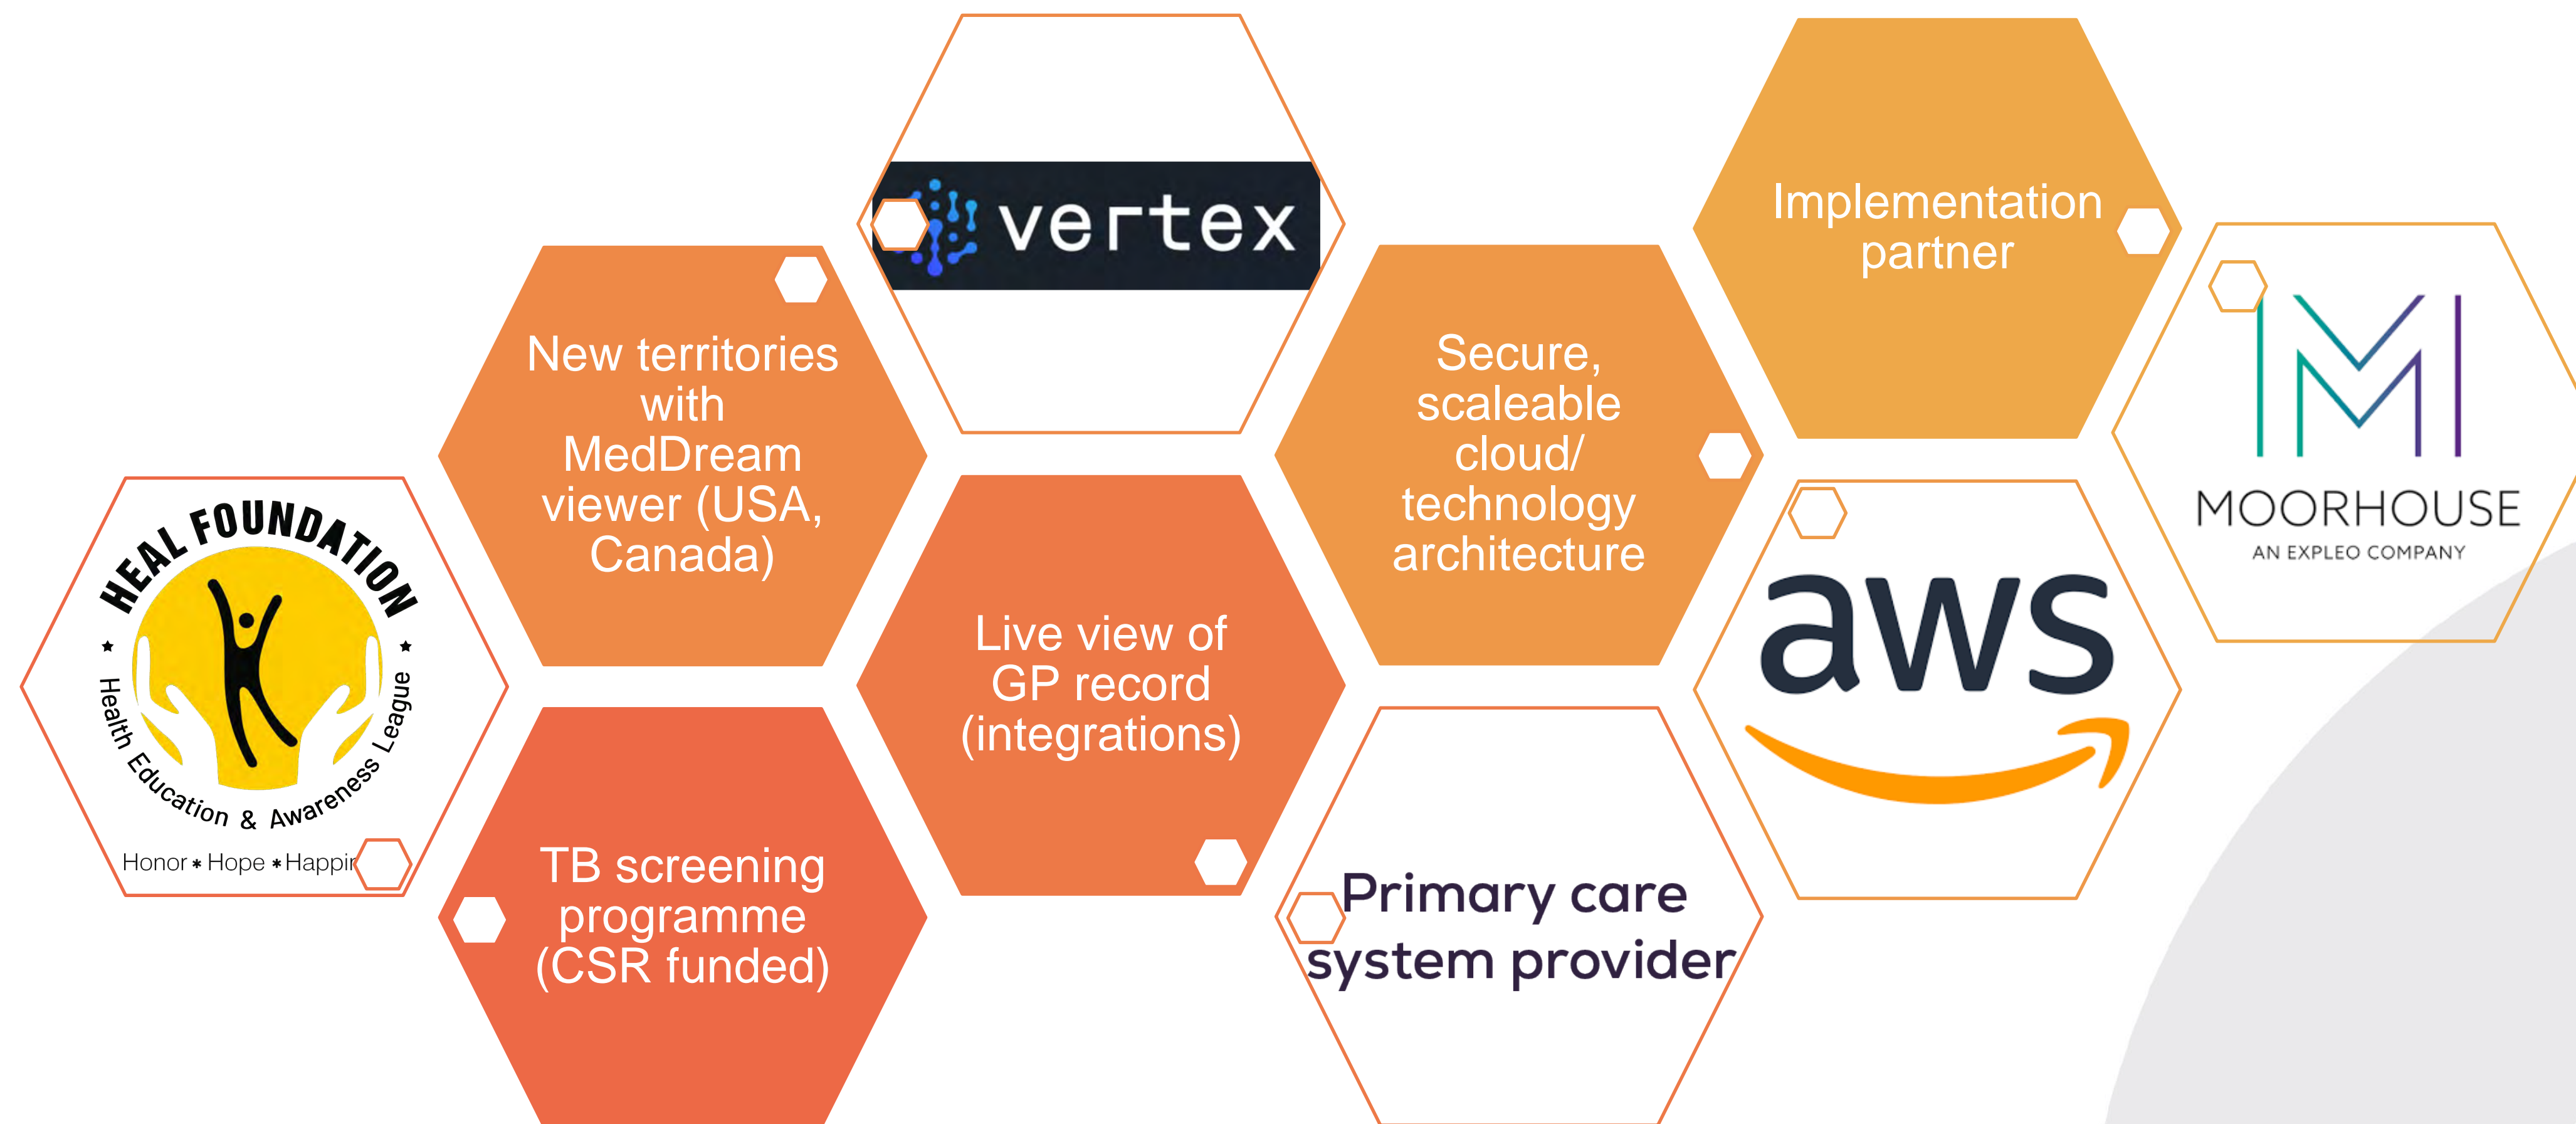 HEAL FOUNDATION
Health Education & Awareness League
Honor * Hope * Happin
New territories
with
MedDream
viewer (USA,
Canada)
TB screening
programme
(CSR funded)
vertex
Live view of
GP record
(integrations)
Secure,
scaleable
cloud/
technology
architecture
Primary care
system provider
Implementation
partner
aws
MOORHOUSE
AN EXPLEO COMPANY